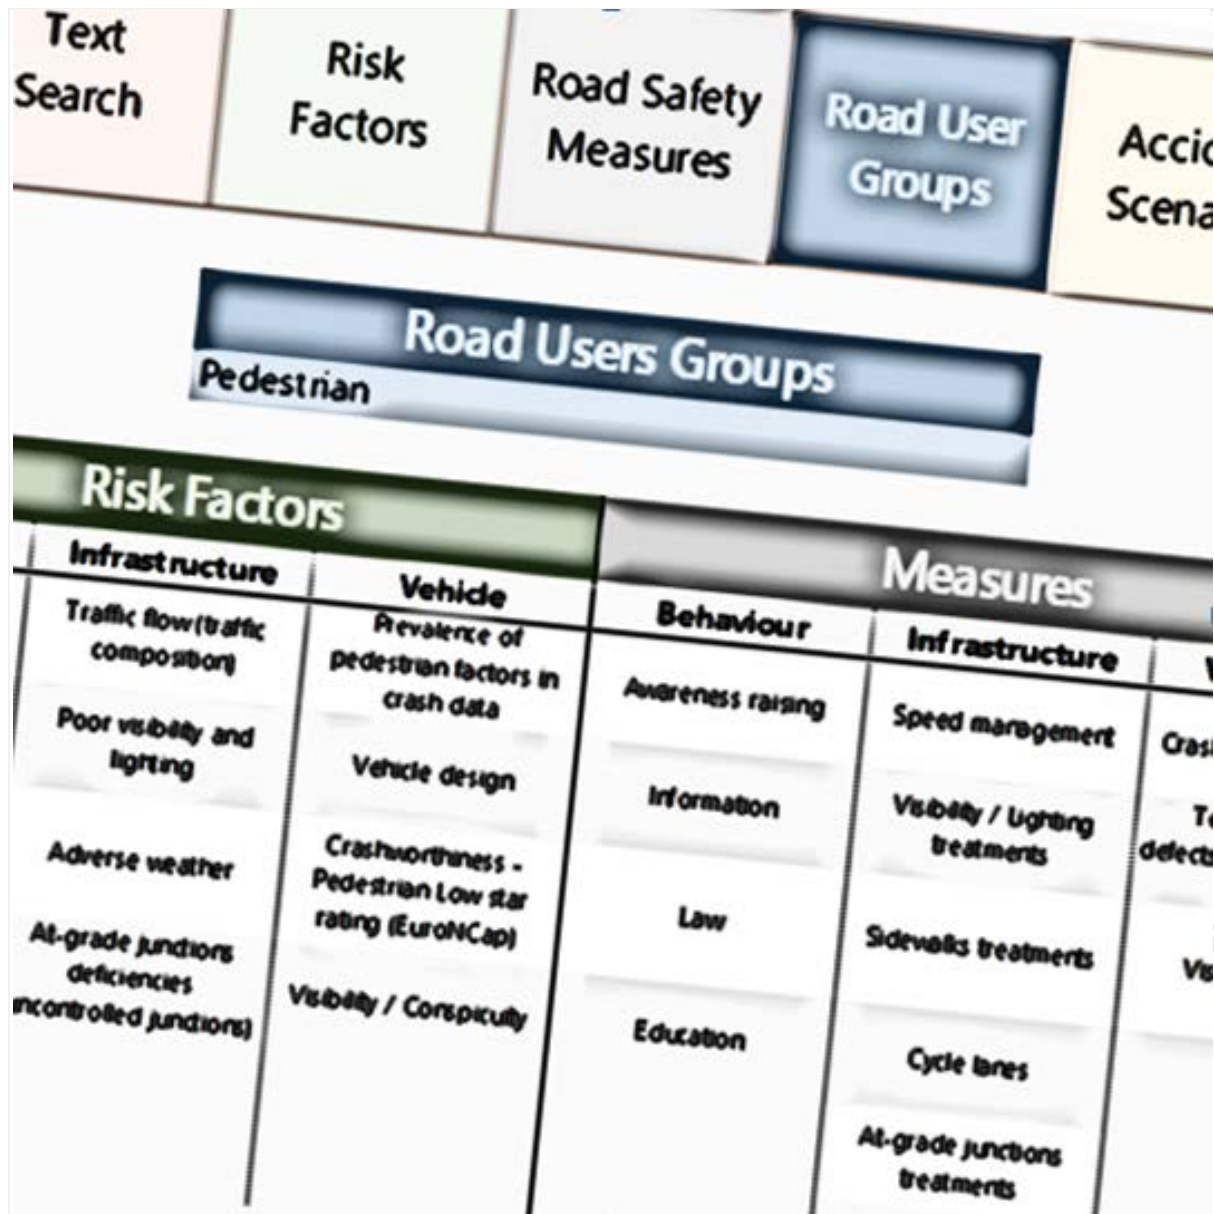 Text
Search
Risk
Factors
Road Safety
Measures
Road User
Groups
Road Users Groups
Pedestrian
Risk Factors
Measures
Infrastructure
Vehicle
Behaviour
Infrastructure
Traffic flow (traffic
composition)
Poor visibility and
lighting
Adverse weather
At-grade junctions
deficiencies
Prevalence of
pedestrian factors in
crash data
Vehicle design
Crashworthiness -
Pedestrian Low star
rating (EuroNCap)
Visibility / Conspicuity
Awareness raising
Information
Law
Education
Speed management
Visibility / Lighting
treatments
Sidewalks treatments
Cycle lanes
At-grade junctions
treatments